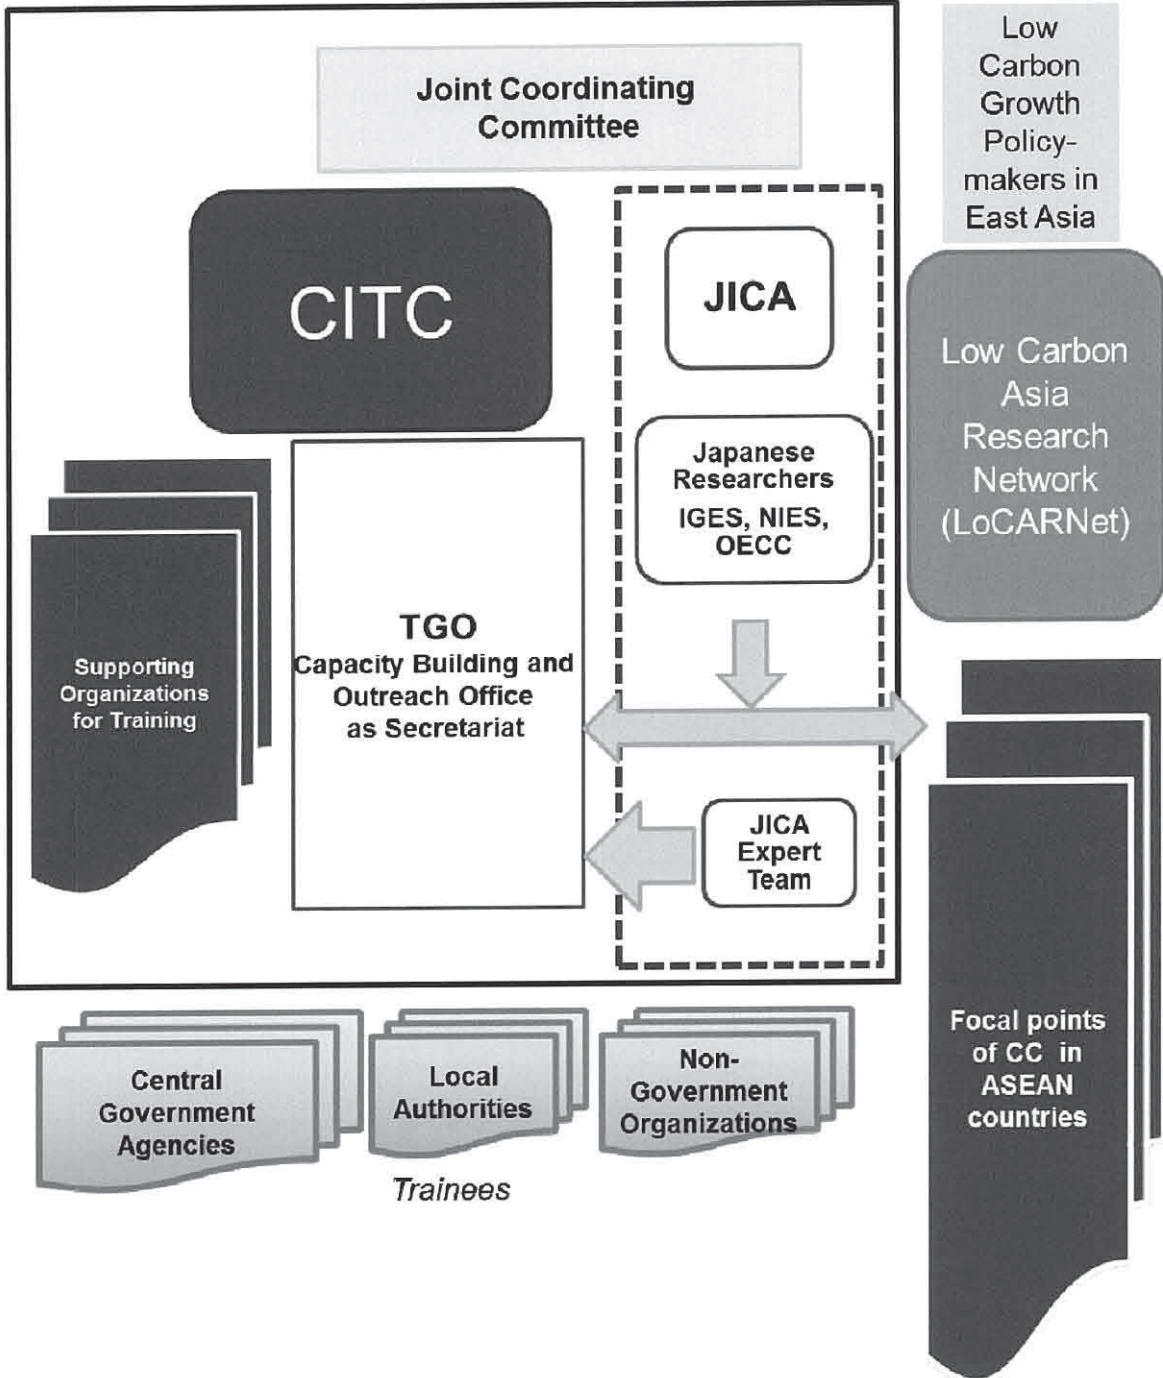 Joint Coordinating
Committee
Low
Carbon
Growth
Policy-
makers in
East Asia
CITC
JICA
Low Carbon
Asia
Research
Network
(LoCARNet)
Japanese
Researchers
IGES, NIES,
OECC
Supporting
Organizations
for Training
TGO
Capacity Building and
Outreach Office
as Secretariat
JICA
Expert
Team
Focal points
of CC in
ASEAN
countries
Central
Government
Agencies
Local
Authorities
Non-
Government
Organizations
Trainees